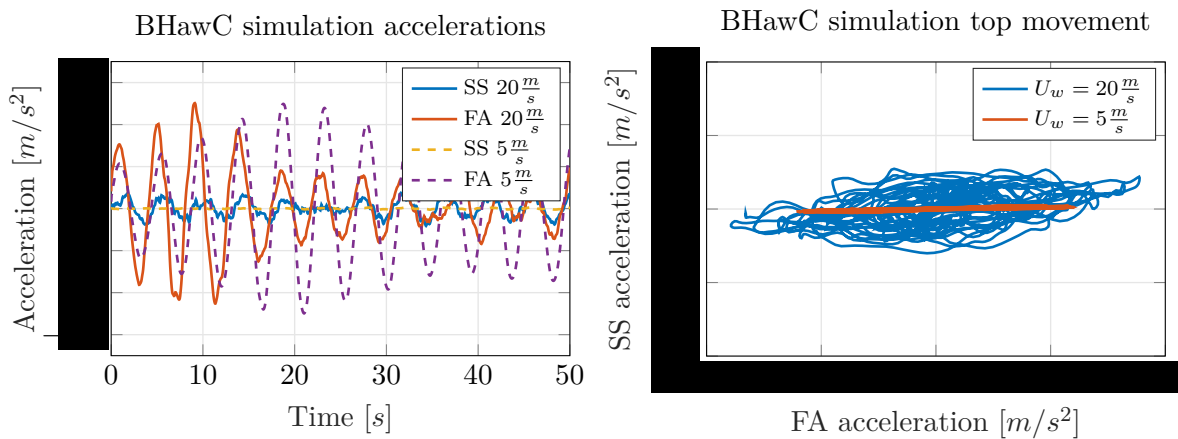 BHawC simulation accelerations
Acceleration [m/s²]
SS 20 m/s
FA 20 m/s
SS 5 m/s
FA 5 m/s
0 10 20 30 40 50
Time [s]
BHawC simulation top movement
SS acceleration [m/s²]
U_w = 20 m/s
U_w = 5 m/s
FA acceleration [m/s²]